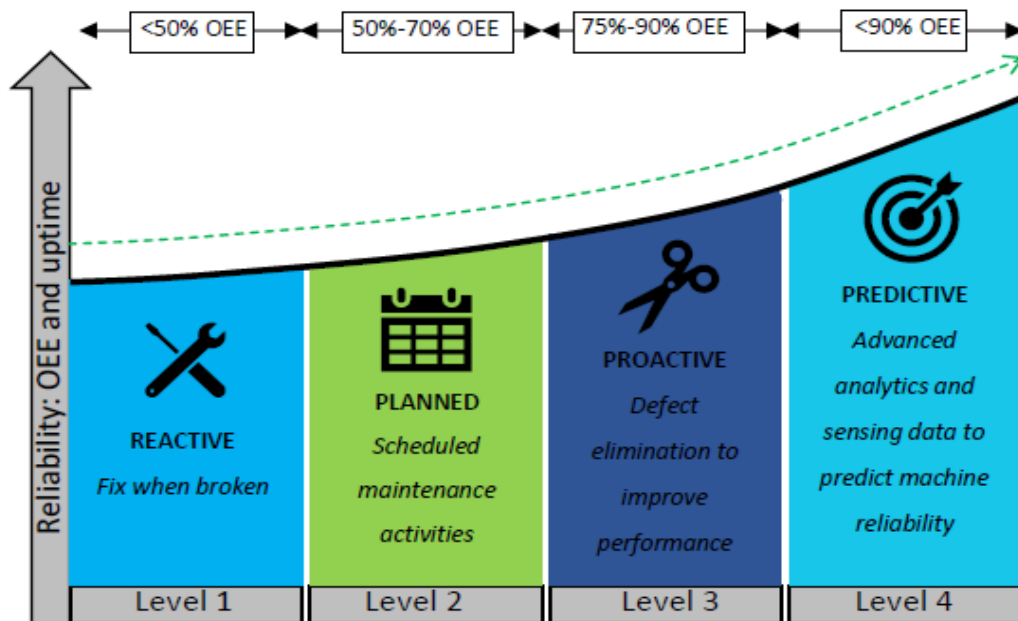 <50% OEE
50%-70% OEE
75%-90% OEE
<90% OEE
Reliability: OEE and uptime
REACTIVE
Fix when broken
PLANNED
Scheduled
maintenance
activities
PROACTIVE
Defect
elimination to
improve
performance
PREDICTIVE
Advanced
analytics and
sensing data to
predict machine
reliability
Level 1
Level 2
Level 3
Level 4